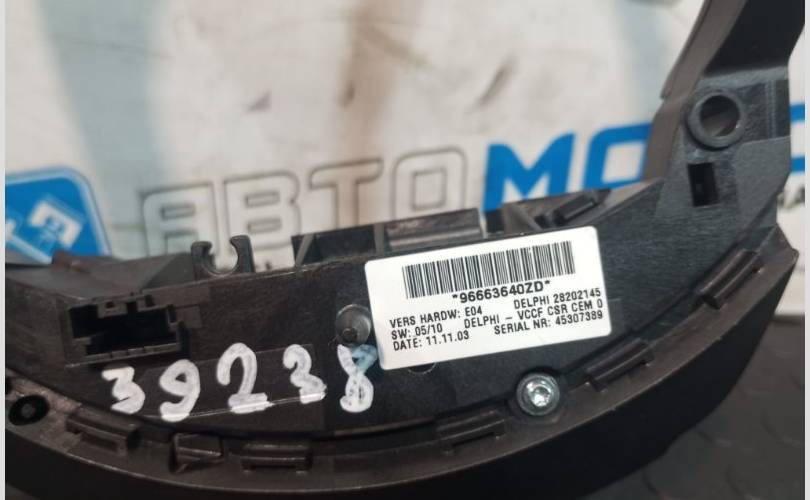 АВТОМО
*96663640ZD*
VERS HARDW: E04 DELPHI 28202145
SW: 05/10 DELPHI - VCCF CSR CEM 0
DATE: 11.11.03 SERIAL NR: 45307389
39238